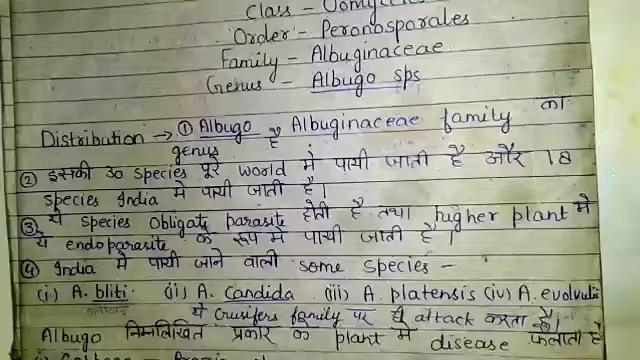 Class - Oomycetes
Order - Peronosporales
Family - Albuginaceae
Genus - Albugo sps
Distribution → ① Albugo genus है Albuginaceae family का
② इसकी 30 species पूरे world में पायी जाती है और 18
species India में पायी जाती है।
③ ये species Obligate parasite होती है तथा higher plant में
ये endoparasite के रूप में पायी जाती है।
④ India में पायी जाने वाली some species -
(i) A. bliti (ii) A. Candida (iii) A. platensis (iv) A. evolvuli
ये Crusifers family पर ही attack करता है।
Albugo निम्नलिखित प्रकार के plant में disease फैलाता है